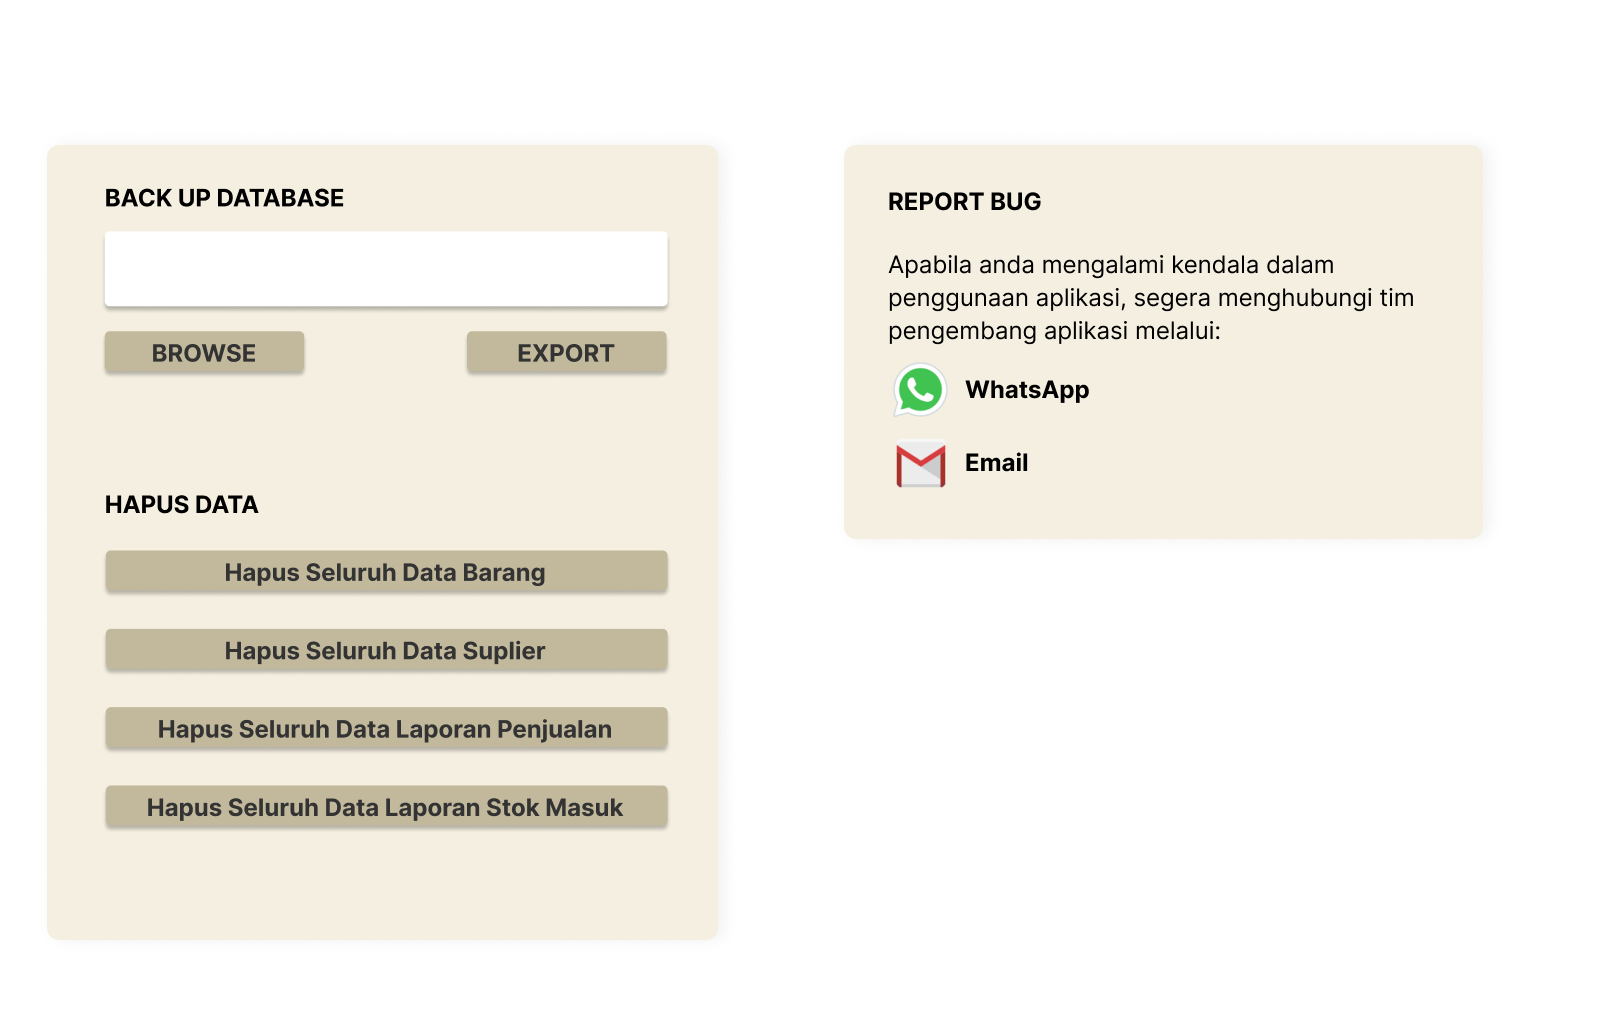 BACK UP DATABASE
BROWSE
EXPORT
HAPUS DATA
Hapus Seluruh Data Barang
Hapus Seluruh Data Suplier
Hapus Seluruh Data Laporan Penjualan
Hapus Seluruh Data Laporan Stok Masuk
REPORT BUG
Apabila anda mengalami kendala dalam
penggunaan aplikasi, segera menghubungi tim
pengembang aplikasi melalui:
WhatsApp
Email